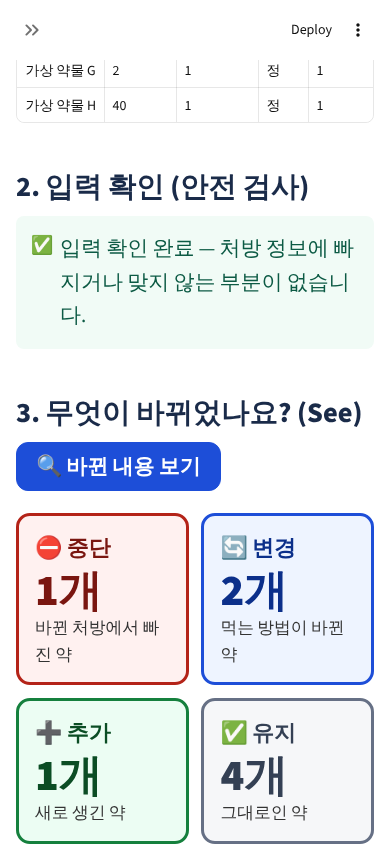 Deploy
가상 약물 G 2 1 정 1
가상 약물 H 40 1 정 1
2. 입력 확인 (안전 검사)
✅ 입력 확인 완료 — 처방 정보에 빠
지거나 맞지 않는 부분이 없습니
다.
3. 무엇이 바뀌었나요? (See)
🔍 바뀐 내용 보기
⛔ 중단
1개
바뀐 처방에서 빠
진 약
🔄 변경
2개
먹는 방법이 바뀐
약
➕ 추가
1개
새로 생긴 약
✅ 유지
4개
그대로인 약